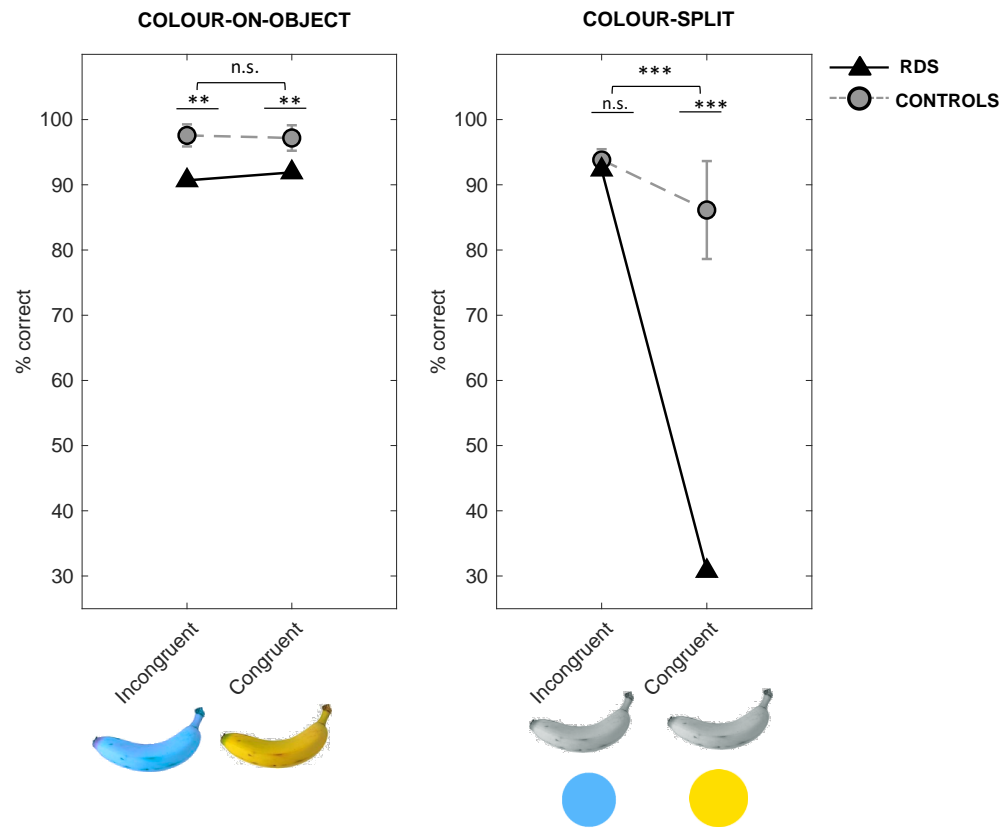 COLOUR-ON-OBJECT
n.s.
** **
100
90
80
70
60
50
40
30
% correct
Incongruent
Congruent
COLOUR-SPLIT
***
n.s. ***
100
90
80
70
60
50
40
30
% correct
Incongruent
Congruent
RDS
CONTROLS